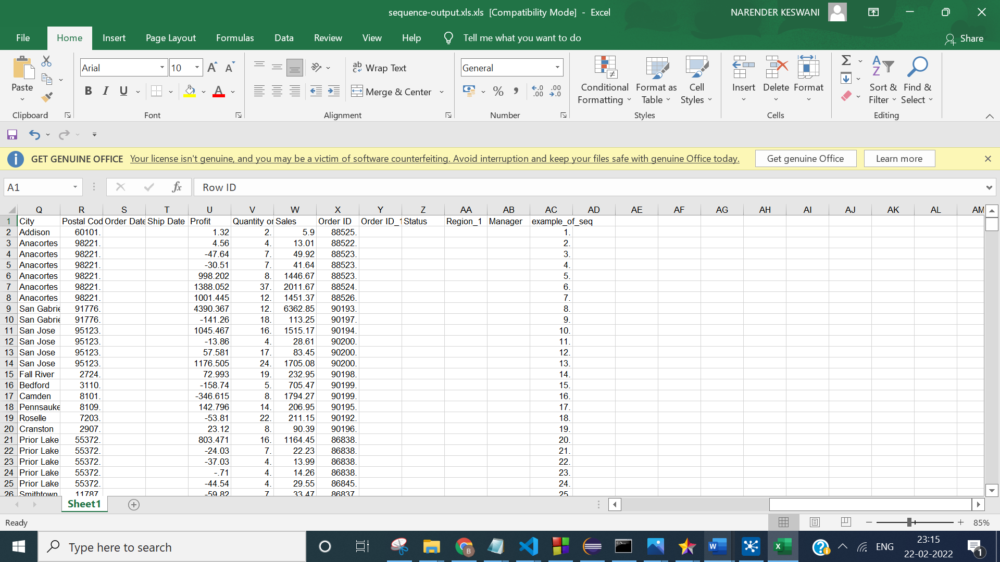 sequence-output.xls.xls [Compatibility Mode] - Excel
NARENDER KESWANI
File Home Insert Page Layout Formulas Data Review View Help Tell me what you want to do Share
Paste
Clipboard
Arial 10
B I U
Font
Wrap Text
Merge & Center
Alignment
General
% , .00
Number
Conditional Formatting
Format as Table
Cell Styles
Styles
Insert Delete Format
Cells
Sort & Filter
Find & Select
Editing
GET GENUINE OFFICE Your license isn't genuine, and you may be a victim of software counterfeiting. Avoid interruption and keep your files safe with genuine Office today. Get genuine Office Learn more
A1 fx Row ID
Q R S T U V W X Y Z AA AB AC AD AE AF AG AH AI AJ AK AL AM
1 City Postal Cod Order Date Ship Date Profit Quantity or Sales Order ID Order ID_1 Status Region_1 Manager example_of_seq
2 Addison 60101. 1.32 2. 5.9 88525. 1.
3 Anacortes 98221. 4.56 4. 13.01 88522. 2.
4 Anacortes 98221. -47.64 7. 49.92 88523. 3.
5 Anacortes 98221. -30.51 7. 41.64 88523. 4.
6 Anacortes 98221. 998.202 8. 1446.67 88523. 5.
7 Anacortes 98221. 1388.052 37. 2011.67 88524. 6.
8 Anacortes 98221. 1001.445 12. 1451.37 88526. 7.
9 San Gabrie 91776. 4390.367 12. 6362.85 90193. 8.
10 San Gabrie 91776. -141.26 18. 113.25 90197. 9.
11 San Jose 95123. 1045.467 16. 1515.17 90194. 10.
12 San Jose 95123. -13.86 4. 28.61 90200. 11.
13 San Jose 95123. 57.581 17. 83.45 90200. 12.
14 San Jose 95123. 1176.505 24. 1705.08 90200. 13.
15 Fall River 2724. 72.993 19. 232.95 90198. 14.
16 Bedford 3110. -158.74 5. 705.47 90199. 15.
17 Camden 8101. -346.615 8. 1794.27 90199. 16.
18 Pennsauke 8109. 142.796 14. 206.95 90195. 17.
19 Roselle 7203. -53.81 22. 211.15 90192. 18.
20 Cranston 2907. 23.12 8. 90.39 90196. 19.
21 Prior Lake 55372. 803.471 16. 1164.45 86838. 20.
22 Prior Lake 55372. -24.03 7. 22.23 86838. 21.
23 Prior Lake 55372. -37.03 4. 13.99 86838. 22.
24 Prior Lake 55372. -.71 4. 14.26 86838. 23.
25 Prior Lake 55372. -44.54 4. 29.55 86845. 24.
26 Smithtown 11787. -59.82 7. 33.47 86837. 25.
Sheet1
Ready
85%
Type here to search
ENG
23:15
22-02-2022
1